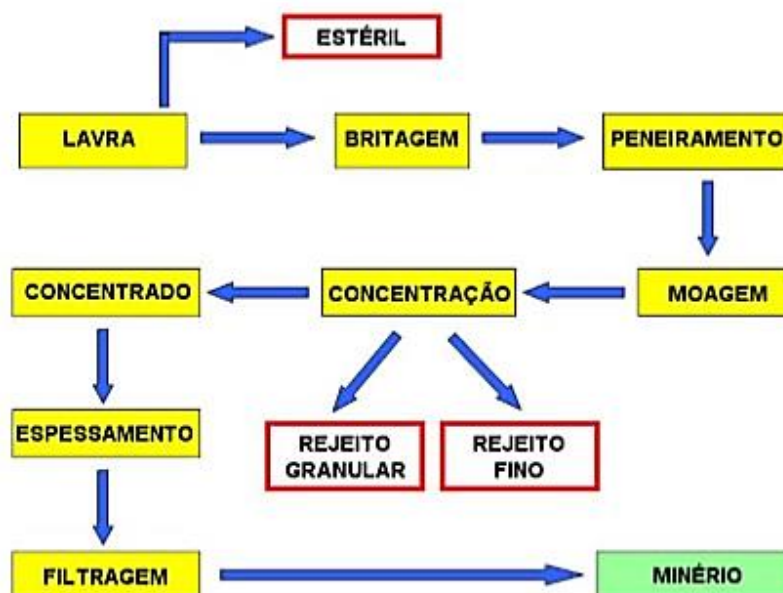 ESTÉRIL
LAVRA
BRITAGEM
PENEIRAMENTO
CONCENTRADO
CONCENTRAÇÃO
MOAGEM
ESPESSAMENTO
REJEITO
GRANULAR
REJEITO
FINO
FILTRAGEM
MINÉRIO